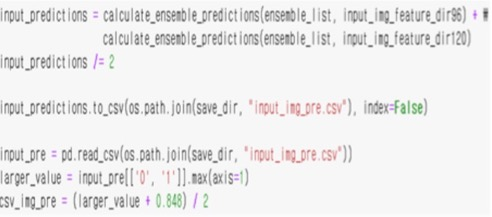 input_predictions = calculate_ensemble_predictions(ensemble_list, input_img_feature_dir96) + ₩
calculate_ensemble_predictions(ensemble_list, input_img_feature_dir120)
input_predictions /= 2
input_predictions.to_csv(os.path.join(save_dir, "input_img_pre.csv"), index=False)
input_pre = pd.read_csv(os.path.join(save_dir, "input_img_pre.csv"))
larger_value = input_pre[['0', '1']].max(axis=1)
csv_img_pre = (larger_value + 0.848) / 2